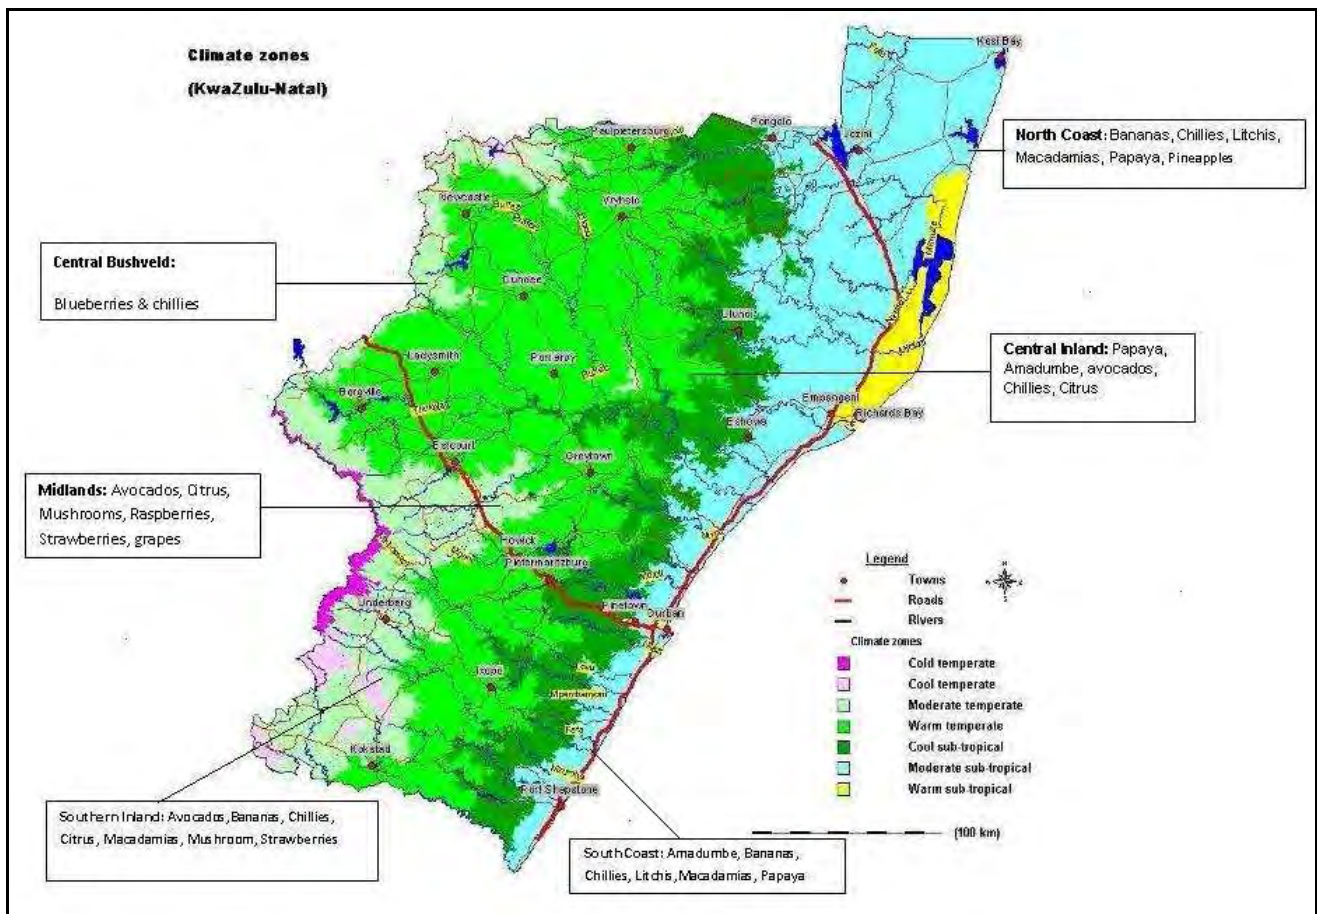 Climate zones
(KwaZulu-Natal)
Kosi Bay
Pongolo
Paulpietersburg
Jozini
North Coast: Bananas, Chillies, Litchis,
Macadamias, Papaya, Pineapples
Newcastle
Vryheid
Central Bushveld:
Blueberries & chillies
Dundee
Ulundi
Ladysmith
Pomeroy
Central Inland: Papaya,
Amadumbe, avocados,
Chillies, Citrus
Bergville
Empangeni
Richards Bay
Eshowe
Estcourt
Greytown
Midlands: Avocados, Citrus,
Mushrooms, Raspberries,
Strawberries, grapes
Howick
Pietermaritzburg
Pinetown
Durban
Underberg
Ixopo
Kokstad
Port Shepstone
Legend
Towns
Roads
Rivers
N
S
Climate zones
Cold temperate
Cool temperate
Moderate temperate
Warm temperate
Cool sub-tropical
Moderate sub-tropical
Warm sub-tropical
(100 km)
Southern Inland: Avocados,Bananas, Chillies,
Citrus, Macadamias, Mushroom, Strawberries
South Coast: Amadumbe, Bananas,
Chillies, Litchis,Macadamias, Papaya